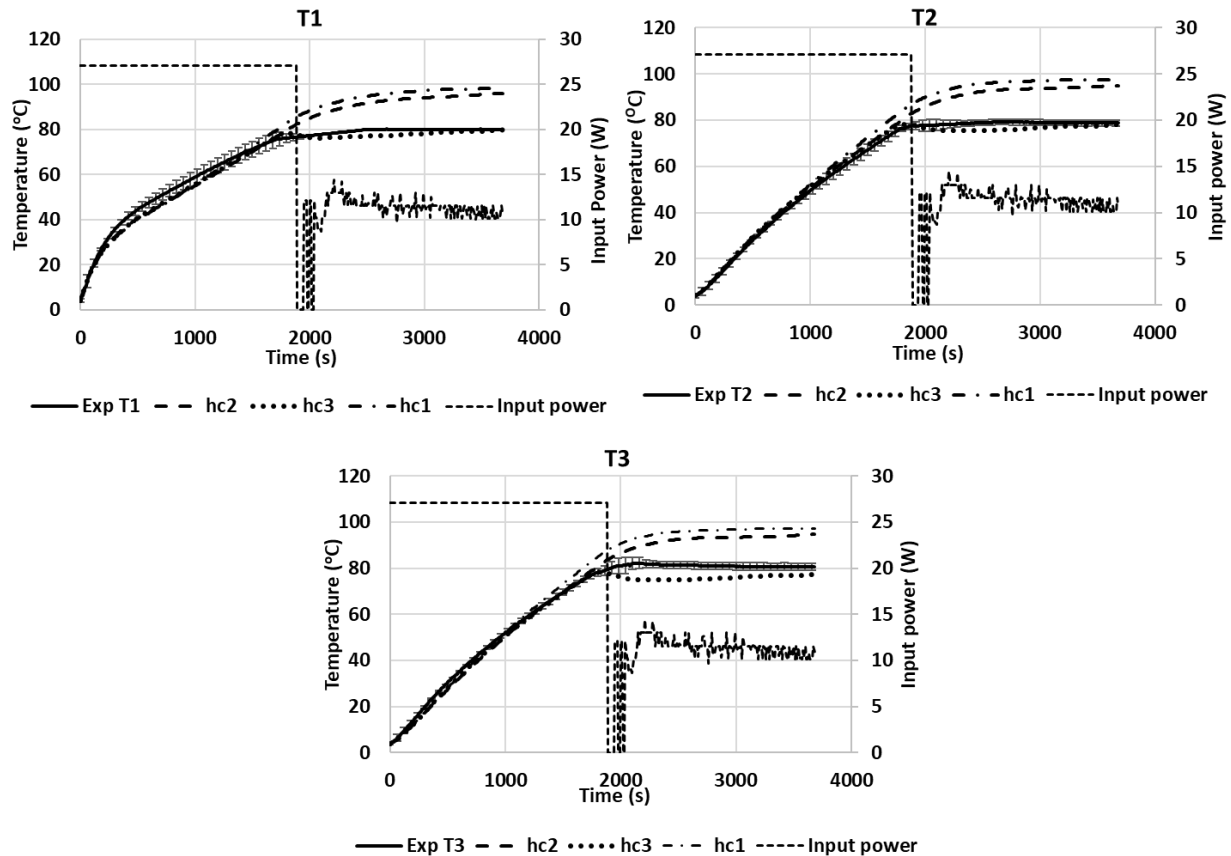 T1
120
100
80
60
40
20
0
Temperature (°C)
30
25
20
15
10
5
0
Input Power (W)
0 1000 2000 3000 4000
Time (s)
Exp T1 hc2 hc3 hc1 Input power
T2
120
100
80
60
40
20
0
Temperature (°C)
30
25
20
15
10
5
0
Input power (W)
0 1000 2000 3000 4000
Time (s)
Exp T2 hc2 hc3 hc1 Input power
T3
120
100
80
60
40
20
0
Temperature (°C)
30
25
20
15
10
5
0
Input power (W)
0 1000 2000 3000 4000
Time (s)
Exp T3 hc2 hc3 hc1 Input power